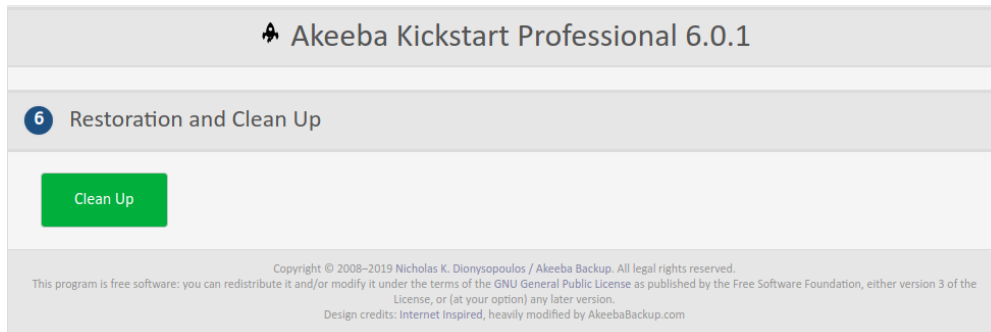 Akeeba Kickstart Professional 6.0.1
6 Restoration and Clean Up
Clean Up
Copyright © 2008–2019 Nicholas K. Dionysopoulos / Akeeba Backup. All legal rights reserved.
This program is free software: you can redistribute it and/or modify it under the terms of the GNU General Public License as published by the Free Software Foundation, either version 3 of the
License, or (at your option) any later version.
Design credits: Internet Inspired, heavily modified by AkeebaBackup.com